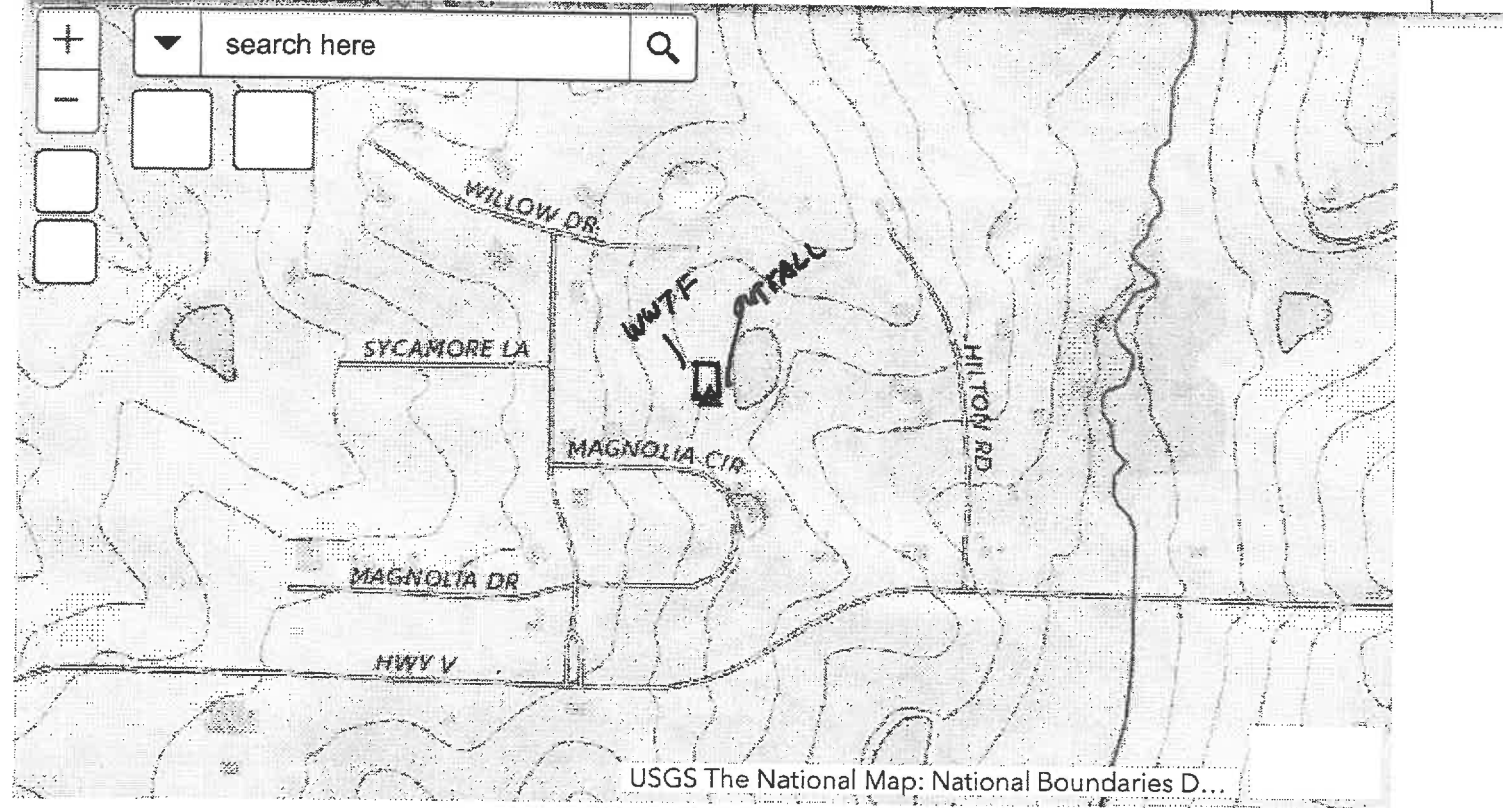 +
search here
−
WILLOW DR
WWTF
OUTFALL
SYCAMORE LA
HILTON RD
MAGNOLIA CIR
MAGNOLIA DR
HWY V
USGS The National Map: National Boundaries D...